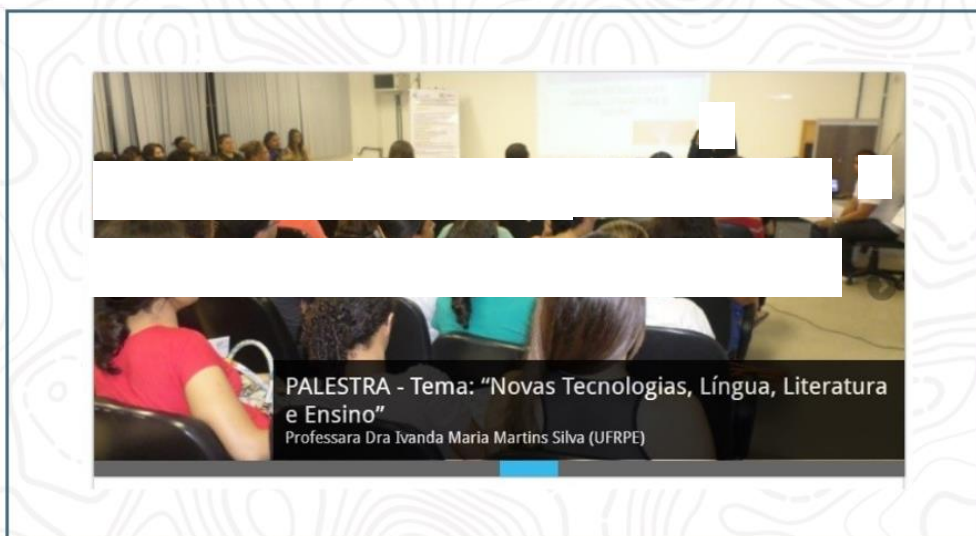 PALESTRA - Tema: “Novas Tecnologias, Língua, Literatura
e Ensino”
Professara Dra Ivanda Maria Martins Silva (UFRPE)